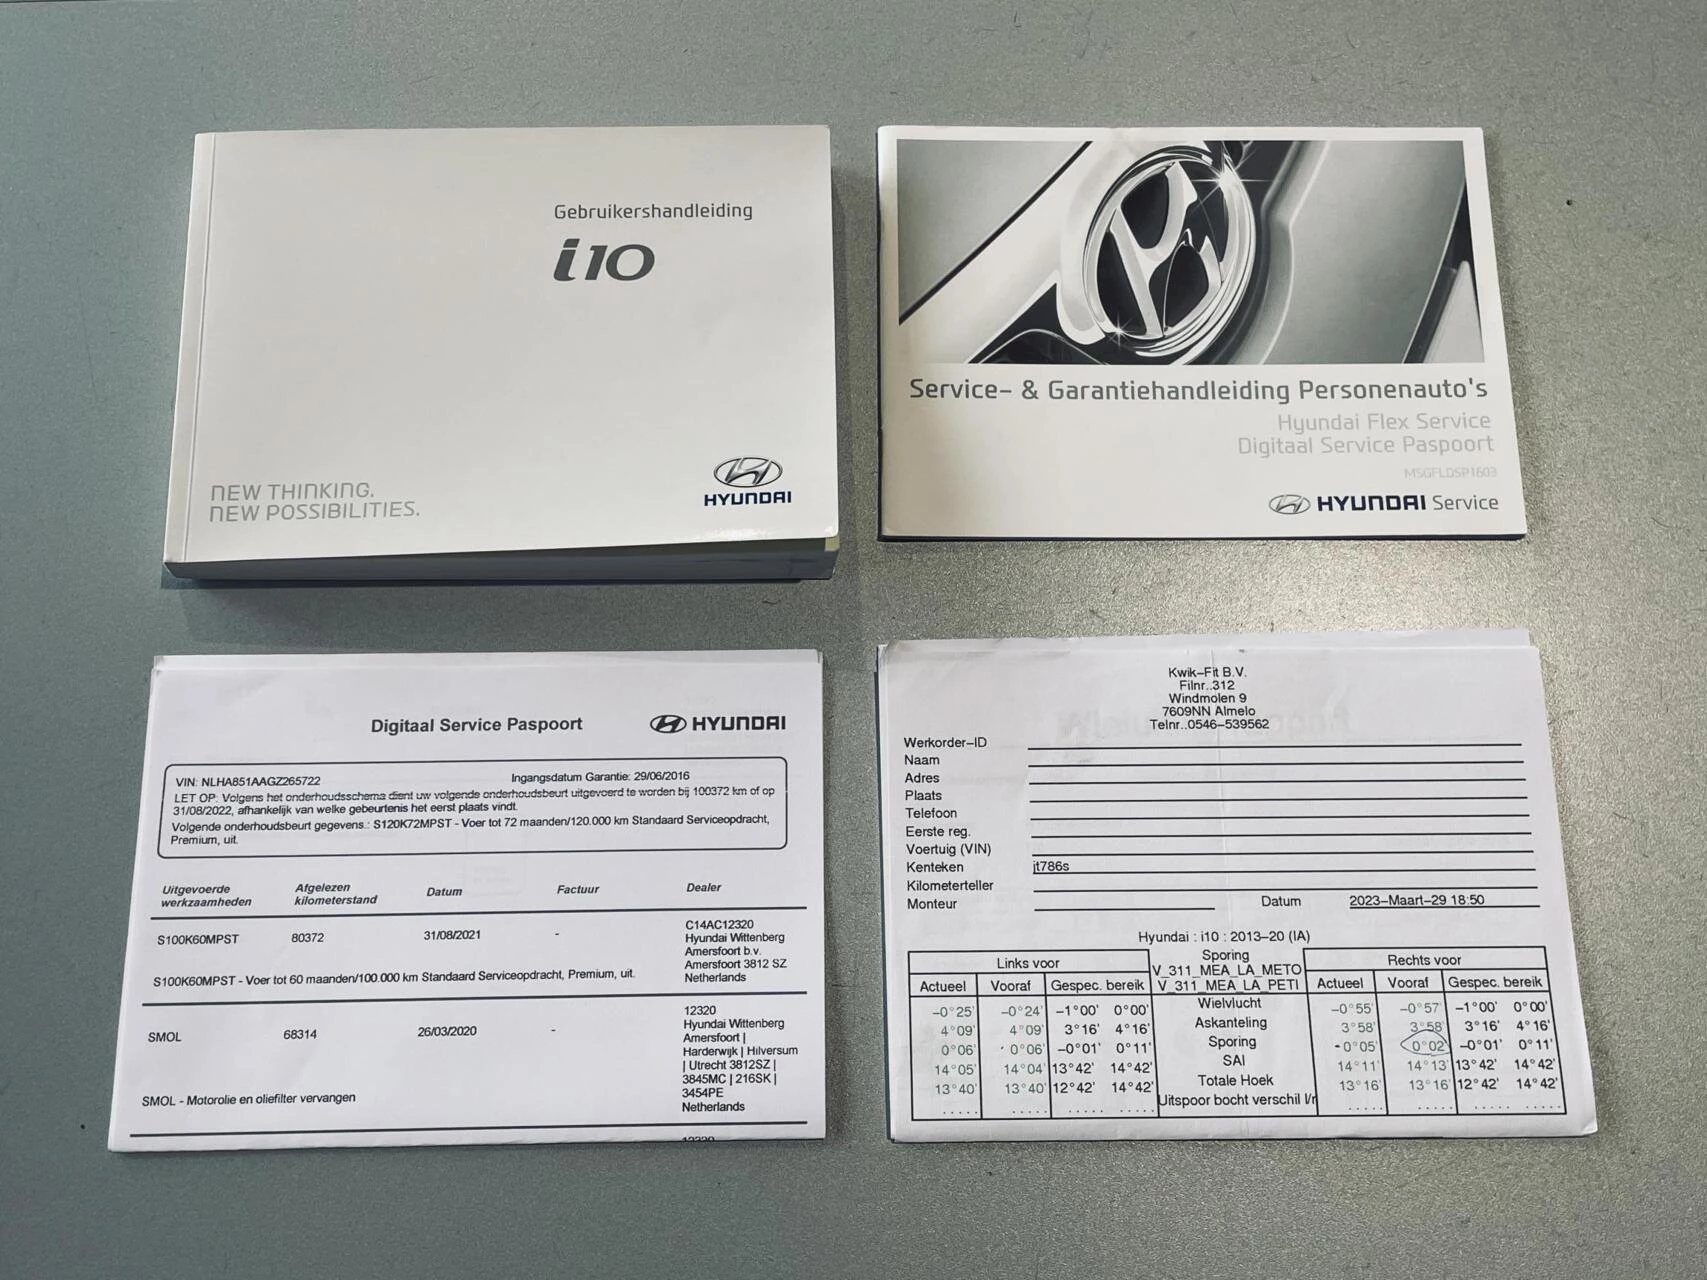 Gebruikershandleiding
i10
NEW THINKING.
NEW POSSIBILITIES.
HYUNDAI
Service- & Garantiehandleiding Personenauto's
Hyundai Flex Service
Digitaal Service Paspoort
MSGFLDSP1603
HYUNDAI Service
Digitaal Service Paspoort
HYUNDAI
VIN: NLHA851AAGZ265722 Ingangsdatum Garantie: 29/06/2016
LET OP: Volgens het onderhoudsschema dient uw volgende onderhoudsbeurt uitgevoerd te worden bij 100372 km of op
31/08/2022, afhankelijk van welke gebeurtenis het eerst plaats vindt.
Volgende onderhoudsbeurt gegevens.: S120K72MPST - Voer tot 72 maanden/120.000 km Standaard Serviceopdracht,
Premium, uit.
Uitgevoerde werkzaamheden Afgelezen kilometerstand Datum Factuur Dealer
S100K60MPST 80372 31/08/2021 - C14AC12320
Hyundai Wittenberg
Amersfoort b.v.
Amersfoort 3812 SZ
Netherlands
S100K60MPST - Voer tot 60 maanden/100.000 km Standaard Serviceopdracht, Premium, uit.
SMOL 68314 26/03/2020 - 12320
Hyundai Wittenberg
Amersfoort |
Harderwijk | Hilversum
| Utrecht 3812SZ |
3845MC | 216SK |
3454PE
Netherlands
SMOL - Motorolie en oliefilter vervangen
Kwik-Fit B.V.
Filnr..312
Windmolen 9
7609NN Almelo
Telnr..0546-539562
Werkorder-ID
Naam
Adres
Plaats
Telefoon
Eerste reg.
Voertuig (VIN)
Kenteken jt786s
Kilometerteller
Monteur Datum 2023-Maart-29 18:50
Hyundai : i10 : 2013-20 (IA)
Links voor Sporing Rechts voor
V_311_MEA_LA_METO
Actueel Vooraf Gespec. bereik V_311_MEA_LA_PETI Actueel Vooraf Gespec. bereik
-0°25' -0°24' -1°00' 0°00' Wielvlucht -0°55' -0°57' -1°00' 0°00'
4°09' 4°09' 3°16' 4°16' Askanteling 3°58' 3°58' 3°16' 4°16'
0°06' 0°06' -0°01' 0°11' Sporing 0°05' 0°02' -0°01' 0°11'
14°05' 14°04' 13°42' 14°42' SAI 14°11' 14°13' 13°42' 14°42'
13°40' 13°40' 12°42' 14°42' Totale Hoek 13°16' 13°16' 12°42' 14°42'
..... ..... ..... ..... Uitspoor bocht verschil l/r ..... ..... ..... .....